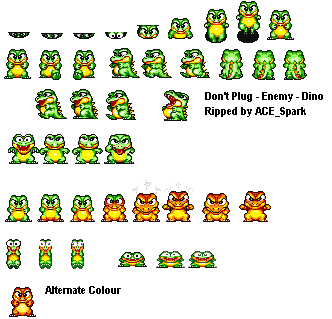 Don't Plug - Enemy - Dino
Ripped by ACE_Spark
Alternate Colour